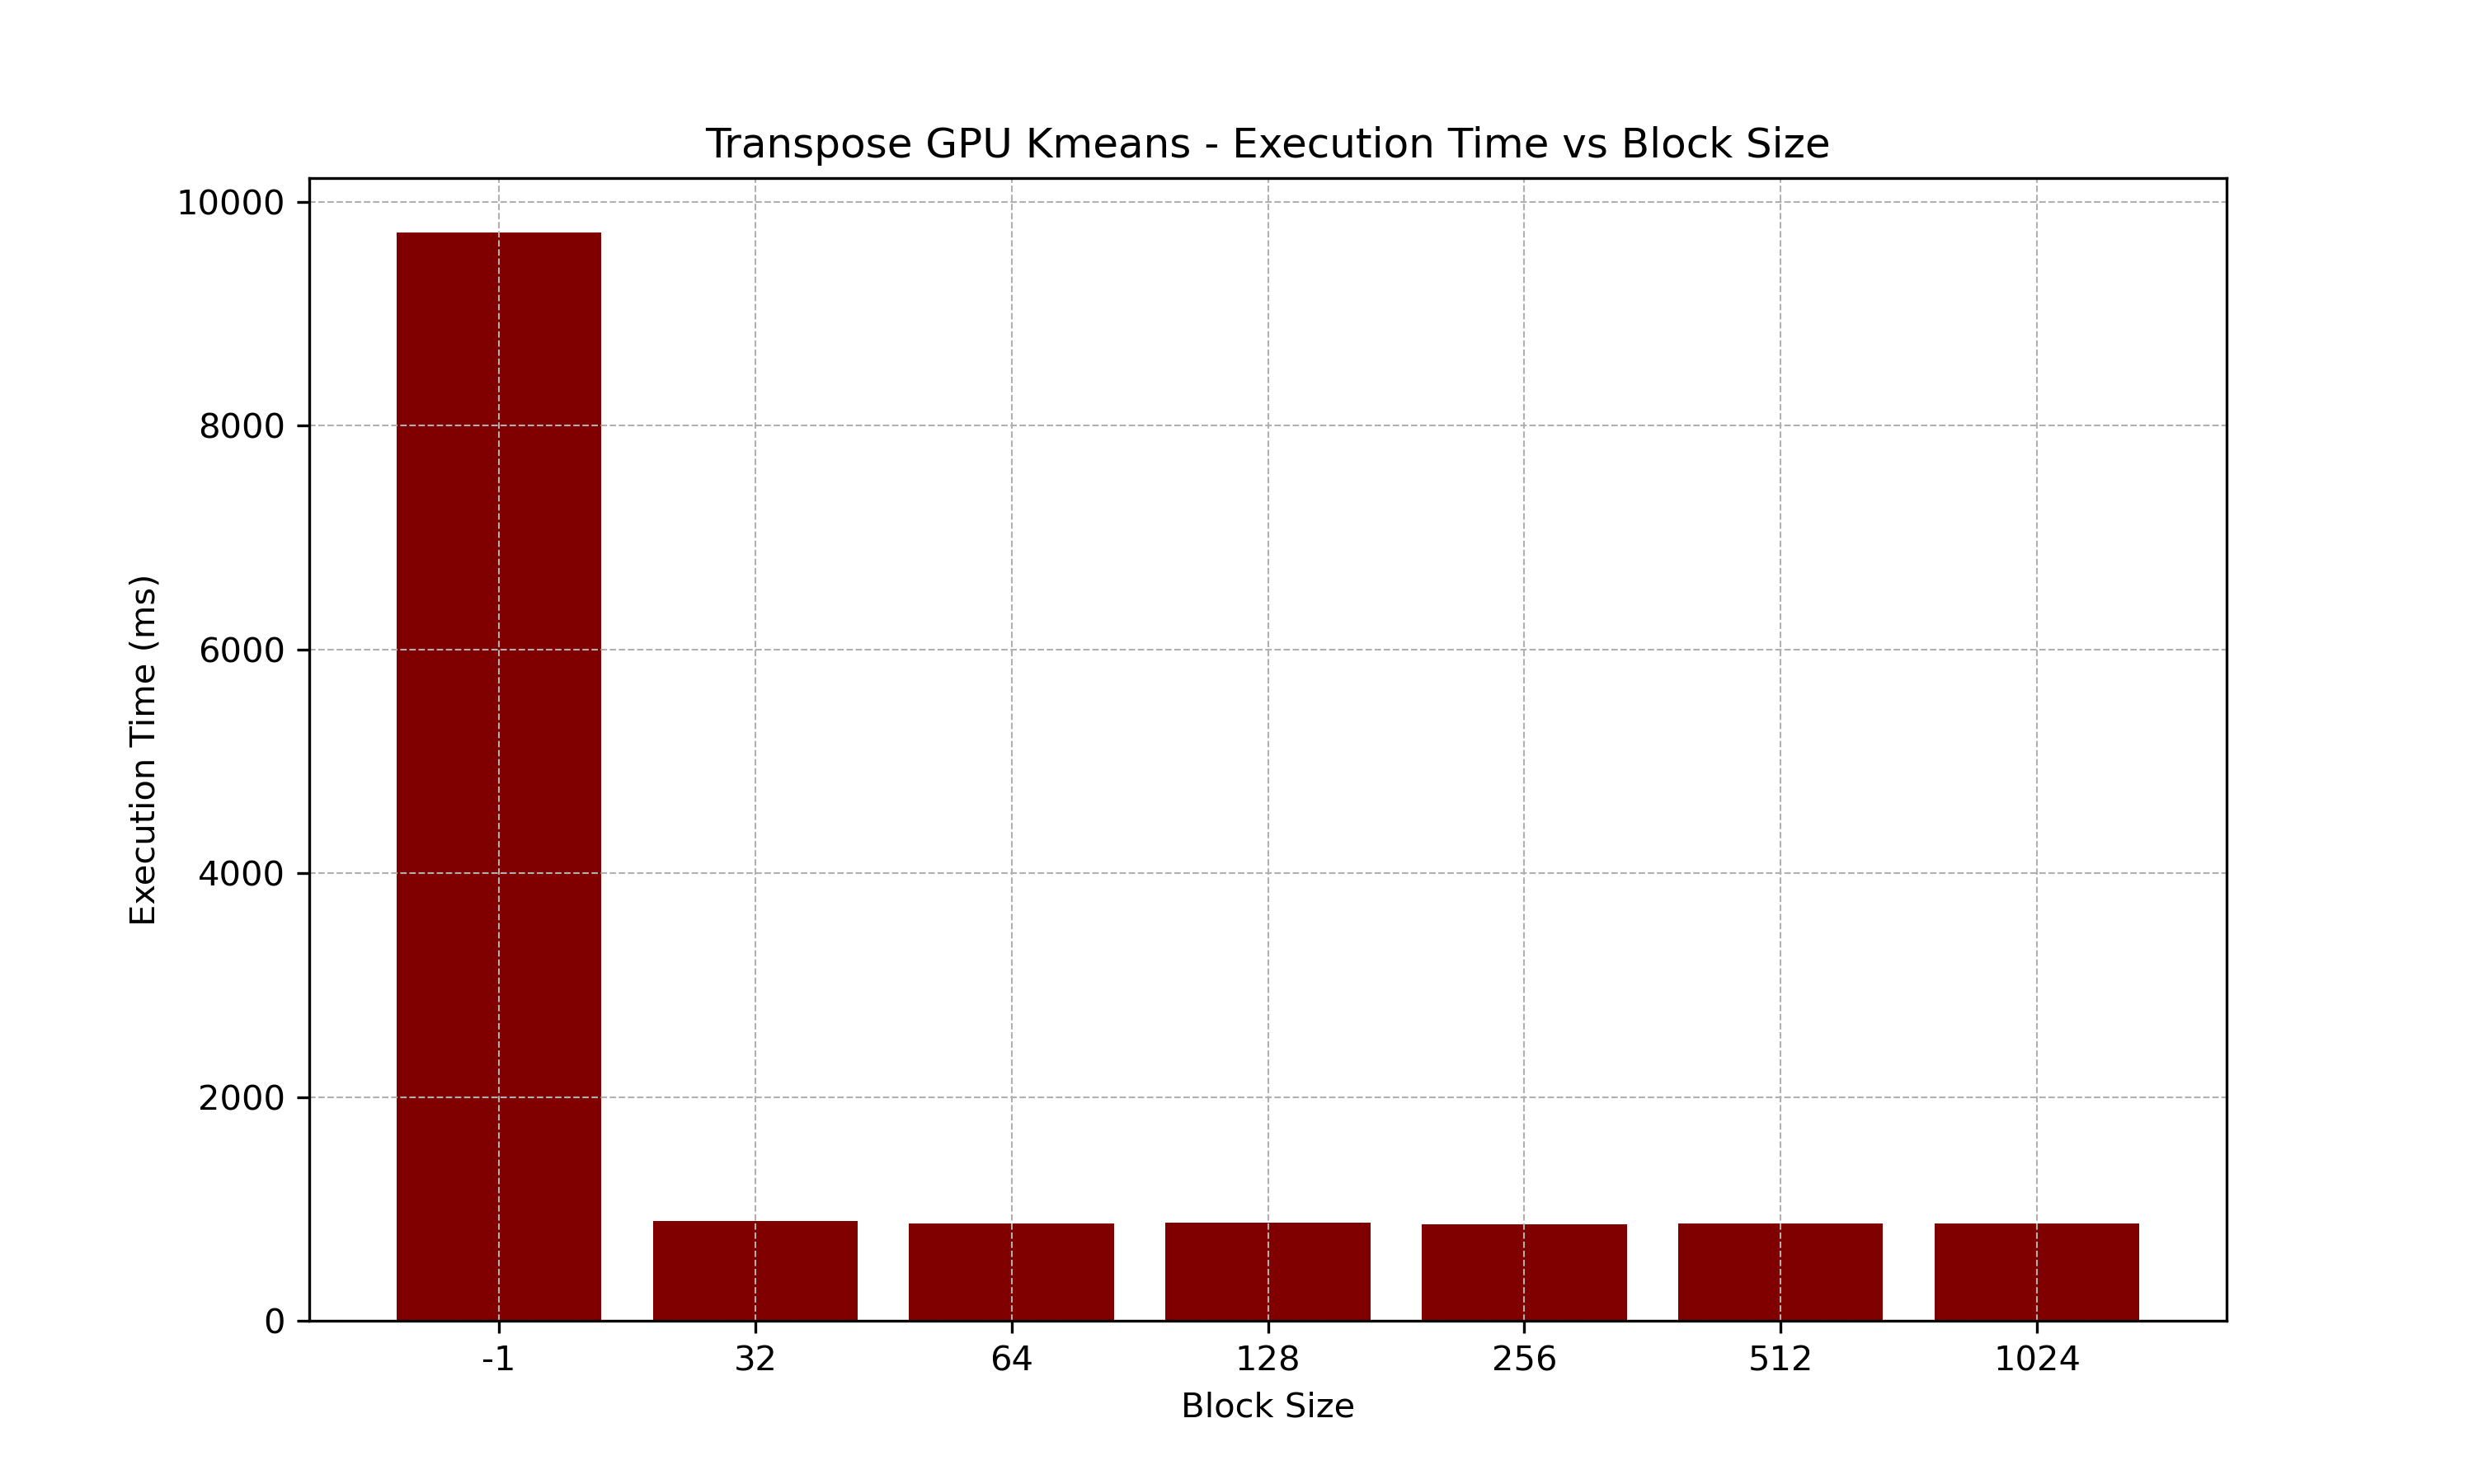 Transpose GPU Kmeans - Execution Time vs Block Size
10000
8000
6000
4000
2000
0
Execution Time (ms)
-1 32 64 128 256 512 1024
Block Size